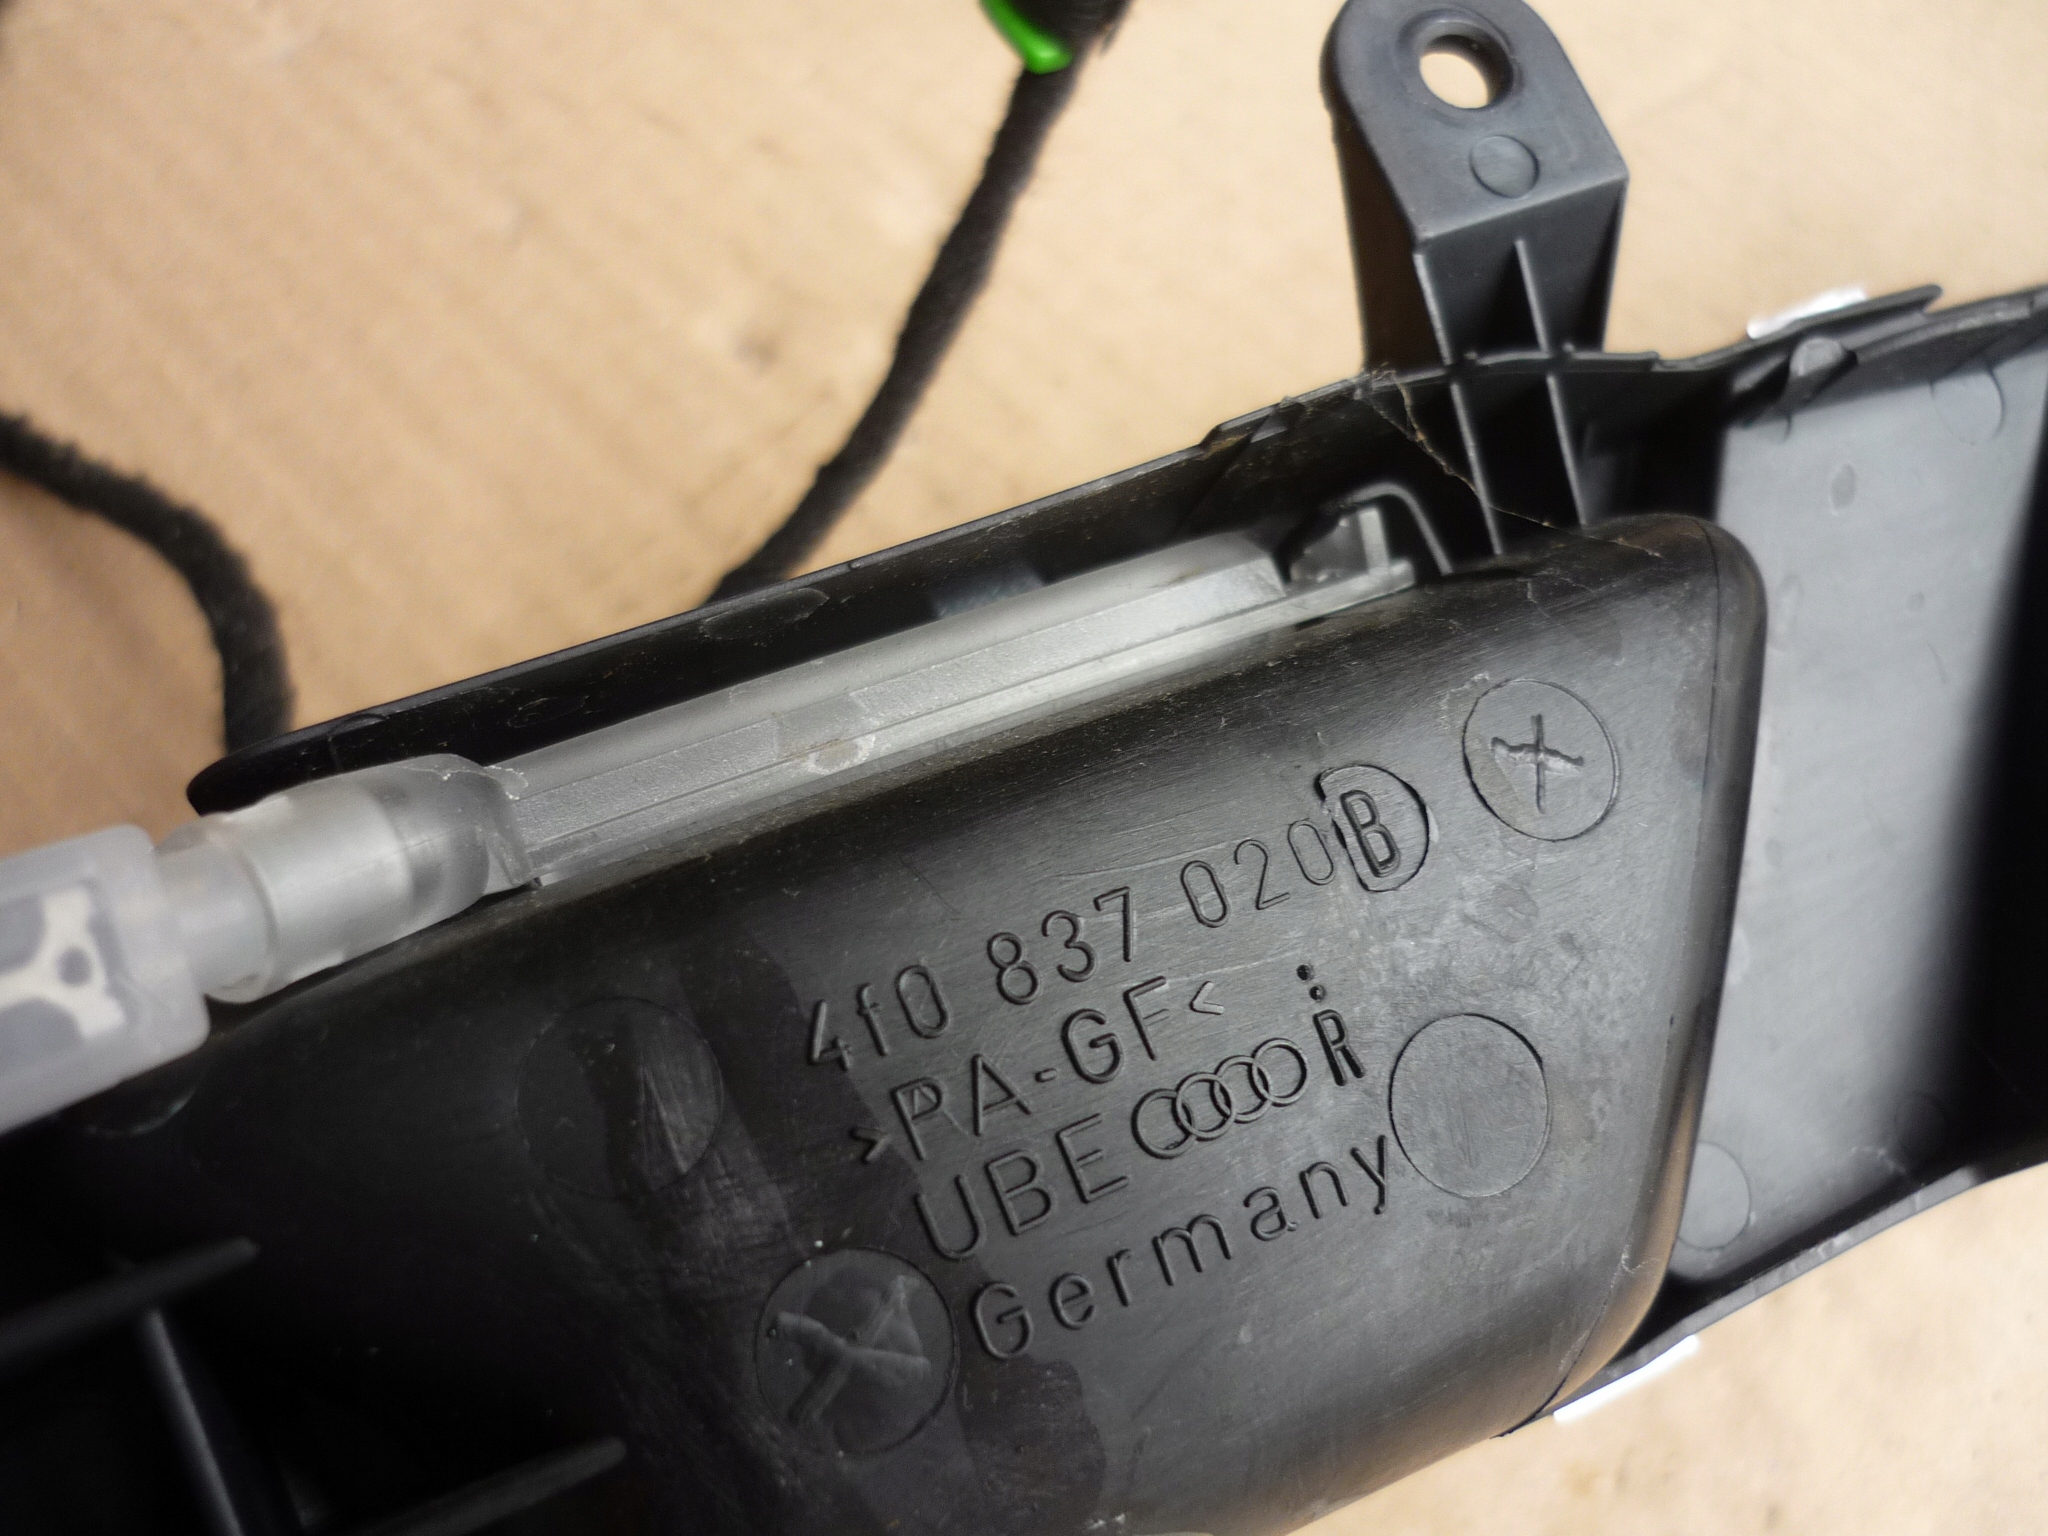 4f0 837 020 B
>PA-GF<
UBE R
Germany